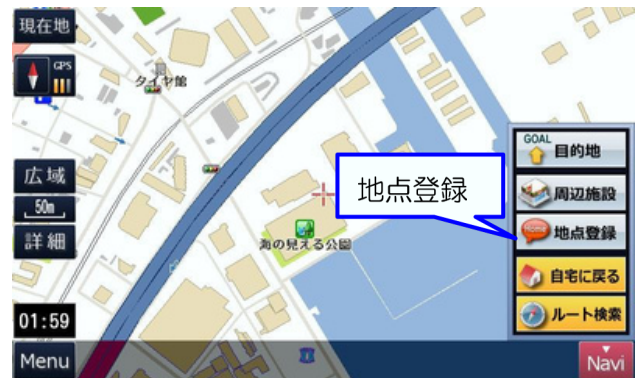 現在地
GPS
タイヤ館
広域
50m
詳細
海の見える公園
01:59
Menu
地点登録
GOAL
目的地
周辺施設
Home
地点登録
自宅に戻る
ルート検索
Navi